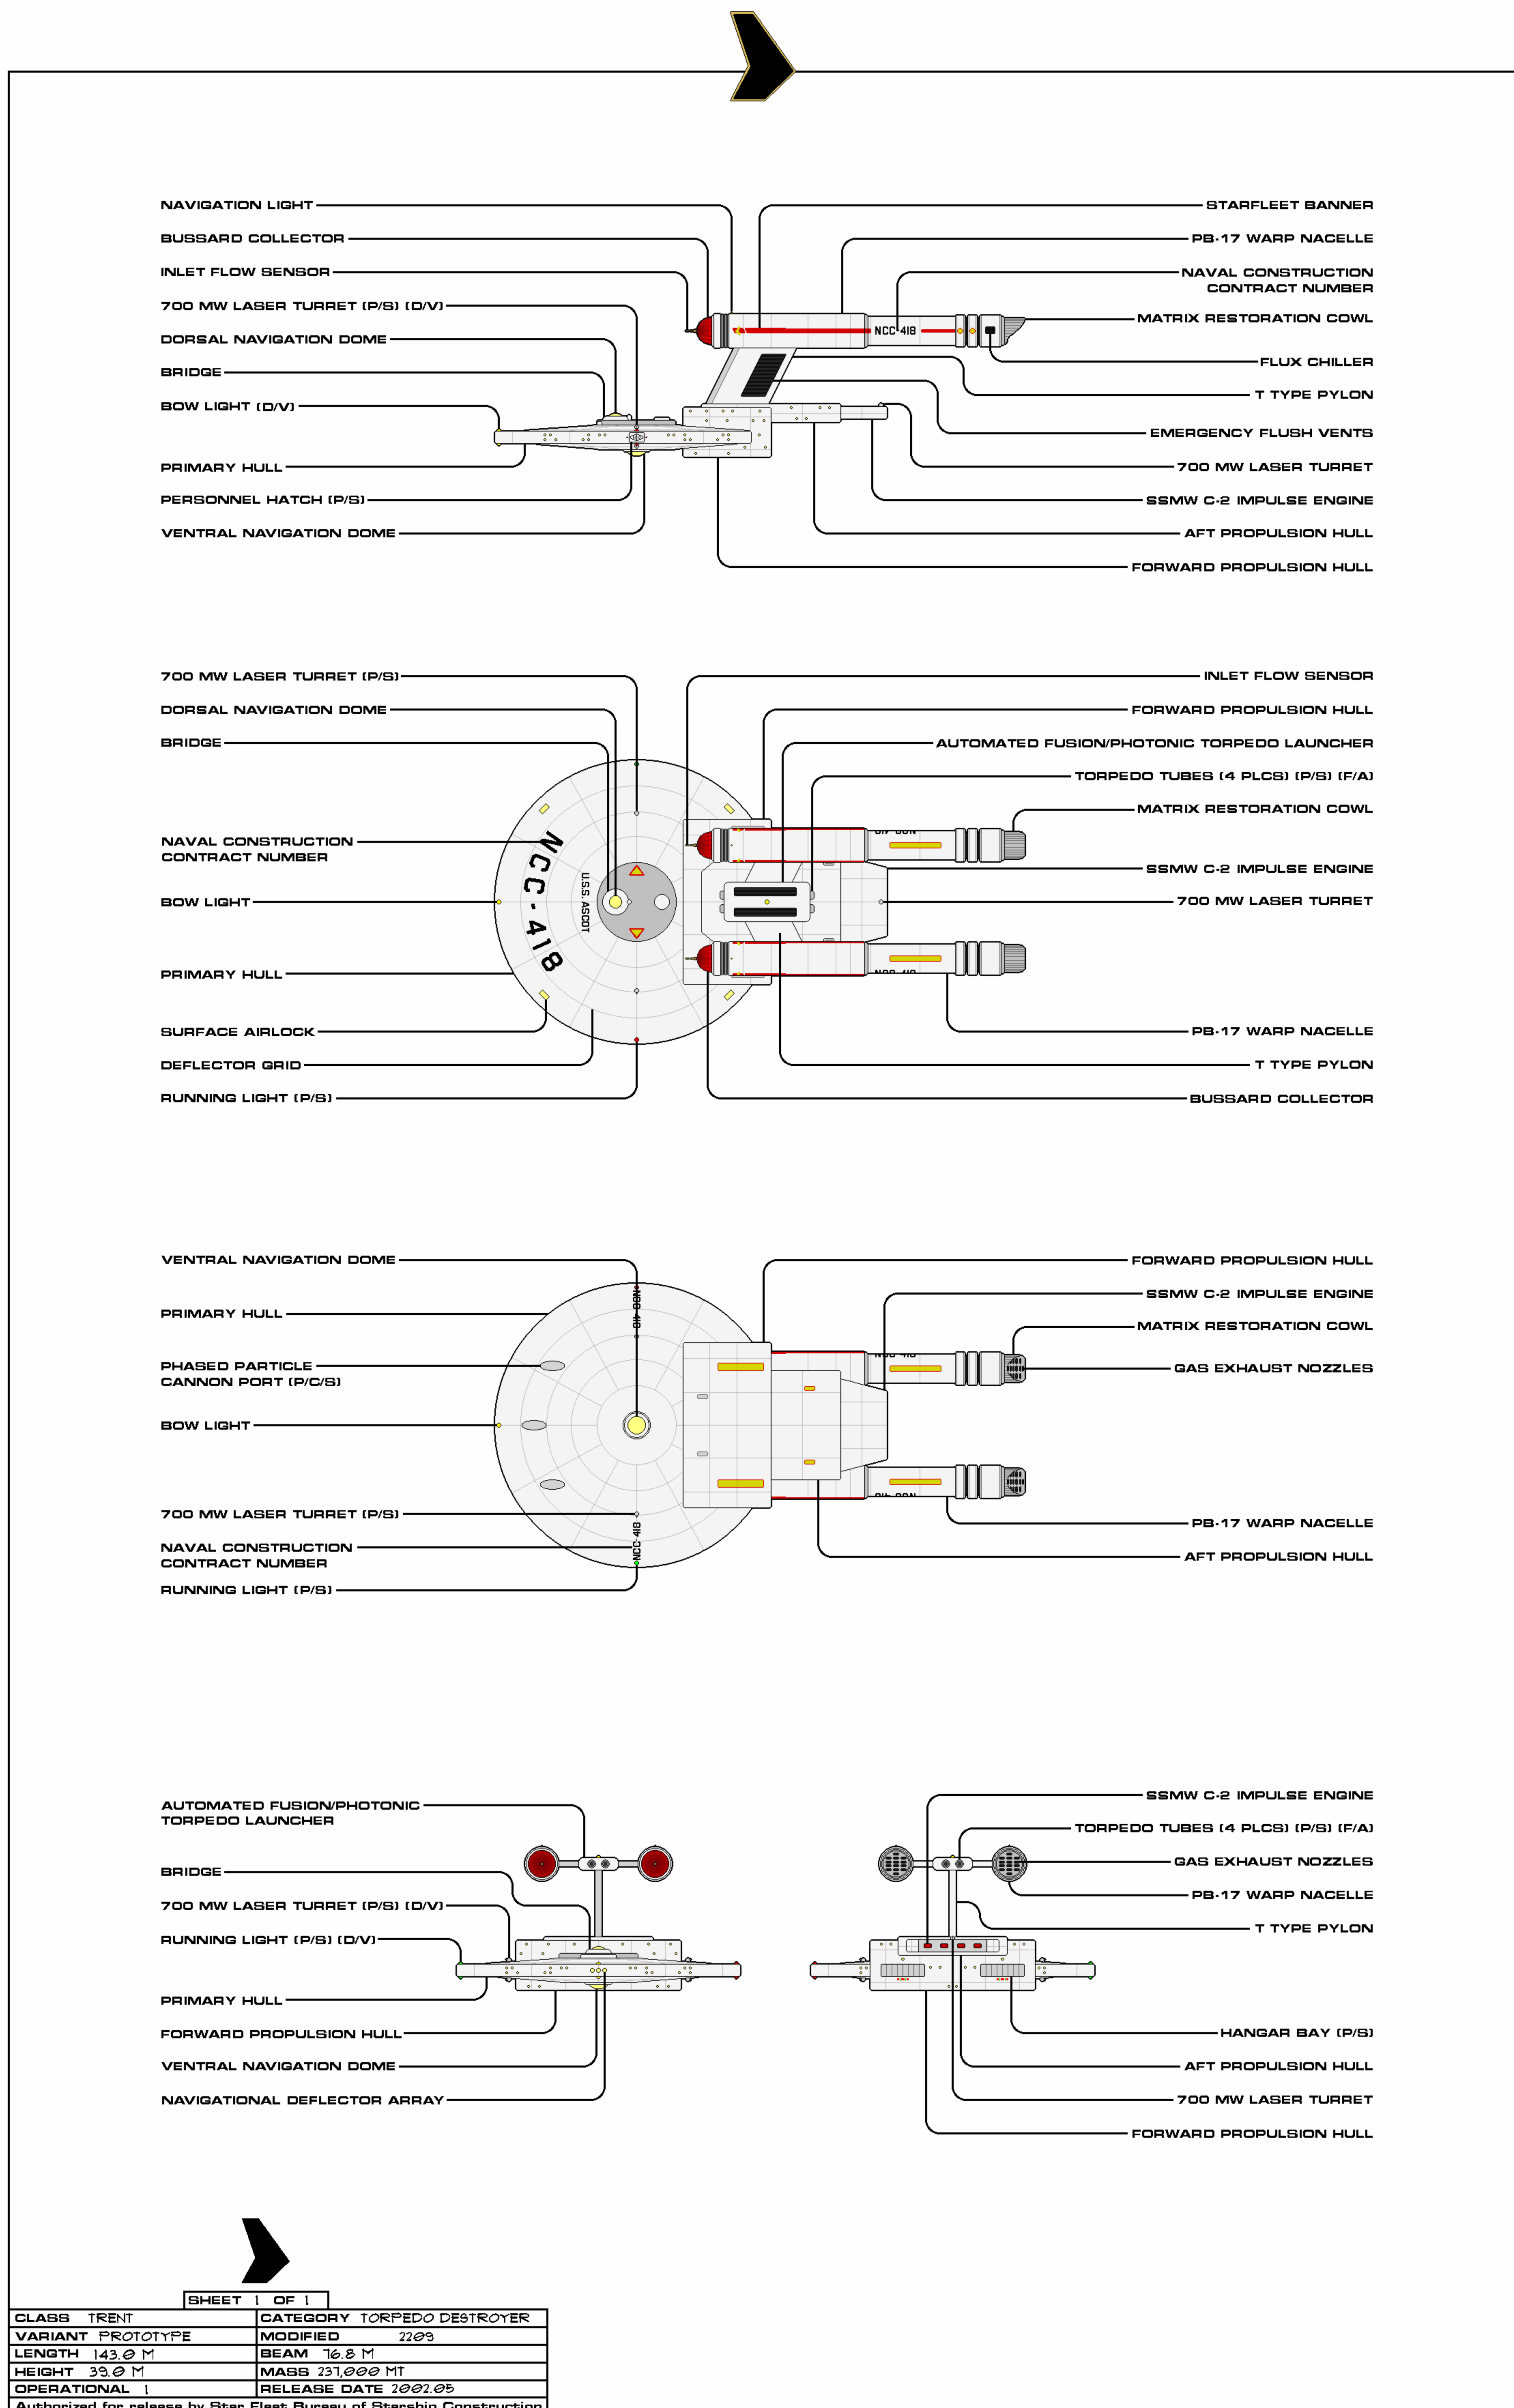 NAVIGATION LIGHT
STARFLEET BANNER
BUSSARD COLLECTOR
PB-17 WARP NACELLE
INLET FLOW SENSOR
NAVAL CONSTRUCTION
CONTRACT NUMBER
700 MW LASER TURRET (P/S) (D/V)
MATRIX RESTORATION COWL
NCC-418
DORSAL NAVIGATION DOME
FLUX CHILLER
BRIDGE
T TYPE PYLON
BOW LIGHT (D/V)
EMERGENCY FLUSH VENTS
PRIMARY HULL
700 MW LASER TURRET
PERSONNEL HATCH (P/S)
SSMW C-2 IMPULSE ENGINE
VENTRAL NAVIGATION DOME
AFT PROPULSION HULL
FORWARD PROPULSION HULL
700 MW LASER TURRET (P/S)
INLET FLOW SENSOR
DORSAL NAVIGATION DOME
FORWARD PROPULSION HULL
BRIDGE
AUTOMATED FUSION/PHOTONIC TORPEDO LAUNCHER
TORPEDO TUBES (4 PLCS) (P/S) (F/A)
MATRIX RESTORATION COWL
NAVAL CONSTRUCTION
CONTRACT NUMBER
NCC-418
U.S.S. ASCOT
SSMW C-2 IMPULSE ENGINE
BOW LIGHT
700 MW LASER TURRET
PRIMARY HULL
SURFACE AIRLOCK
PB-17 WARP NACELLE
DEFLECTOR GRID
T TYPE PYLON
RUNNING LIGHT (P/S)
BUSSARD COLLECTOR
VENTRAL NAVIGATION DOME
FORWARD PROPULSION HULL
SSMW C-2 IMPULSE ENGINE
NCC-418
PRIMARY HULL
MATRIX RESTORATION COWL
PHASED PARTICLE
CANNON PORT (P/C/S)
GAS EXHAUST NOZZLES
BOW LIGHT
700 MW LASER TURRET (P/S)
PB-17 WARP NACELLE
NAVAL CONSTRUCTION
CONTRACT NUMBER
NCC-418
AFT PROPULSION HULL
RUNNING LIGHT (P/S)
SSMW C-2 IMPULSE ENGINE
AUTOMATED FUSION/PHOTONIC
TORPEDO LAUNCHER
TORPEDO TUBES (4 PLCS) (P/S) (F/A)
GAS EXHAUST NOZZLES
BRIDGE
PB-17 WARP NACELLE
700 MW LASER TURRET (P/S) (D/V)
T TYPE PYLON
RUNNING LIGHT (P/S) (D/V)
PRIMARY HULL
FORWARD PROPULSION HULL
HANGAR BAY (P/S)
VENTRAL NAVIGATION DOME
AFT PROPULSION HULL
NAVIGATIONAL DEFLECTOR ARRAY
700 MW LASER TURRET
FORWARD PROPULSION HULL
SHEET 1 OF 1
CLASS TRENT CATEGORY TORPEDO DESTROYER
VARIANT PROTOTYPE MODIFIED 2209
LENGTH 143.0 M BEAM 76.8 M
HEIGHT 39.0 M MASS 237,000 MT
OPERATIONAL 1 RELEASE DATE 2002.05
Authorized for release by Star Fleet Bureau of Starship Construction